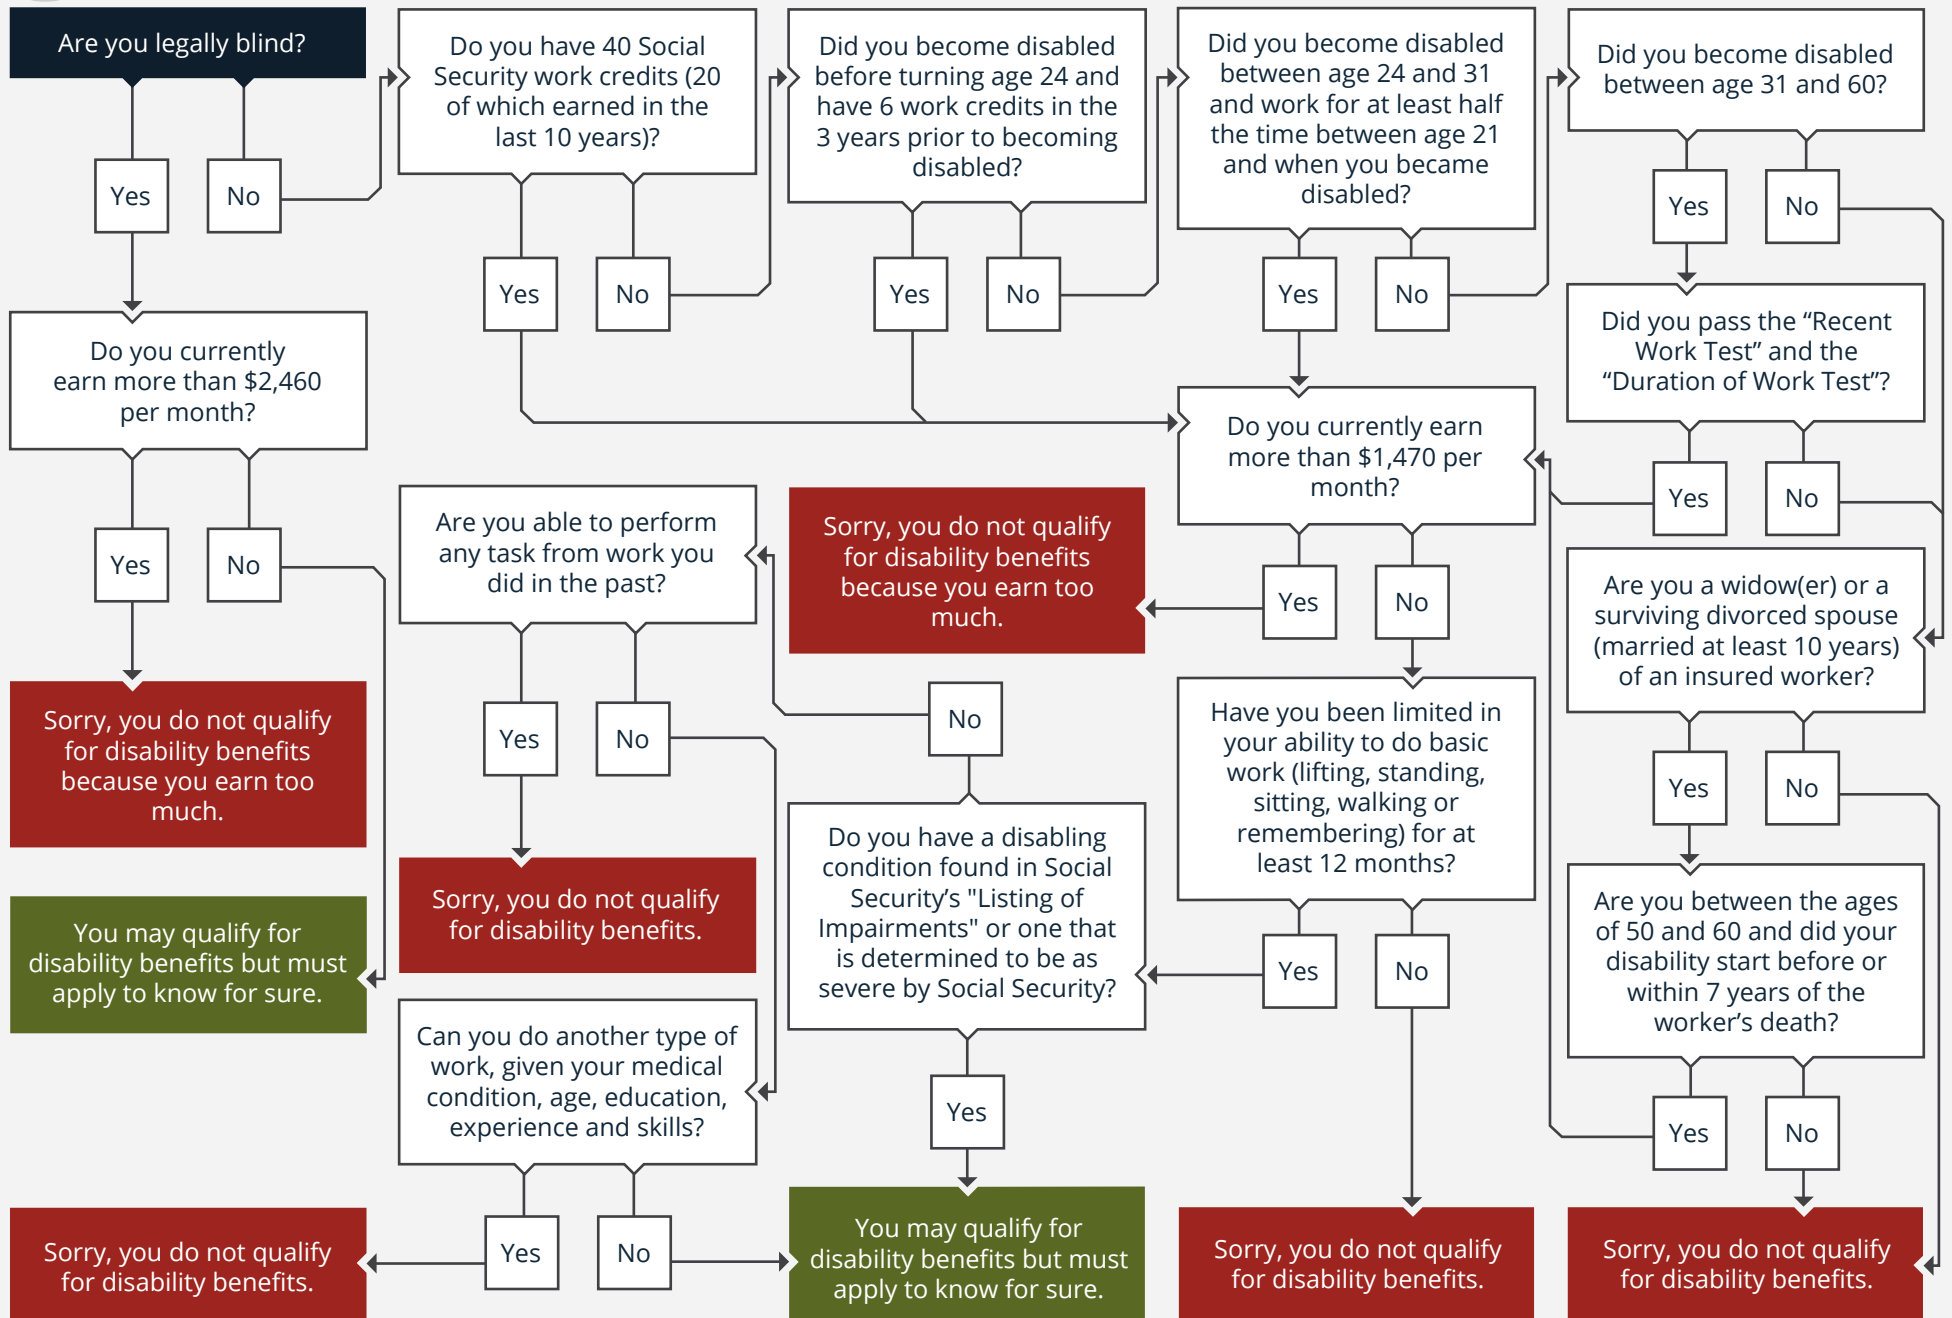 Are you legally blind?
Yes
No
Do you have 40 Social
Security work credits (20
of which earned in the
last 10 years)?
Yes
No
Did you become disabled
before turning age 24 and
have 6 work credits in the
3 years prior to becoming
disabled?
Yes
No
Did you become disabled
between age 24 and 31
and work for at least half
the time between age 21
and when you became
disabled?
Yes
No
Did you become disabled
between age 31 and 60?
Yes
No
Do you currently
earn more than $2,460
per month?
Yes
No
Did you pass the “Recent
Work Test” and the
“Duration of Work Test”?
Yes
No
Do you currently earn
more than $1,470 per
month?
Yes
No
Sorry, you do not qualify
for disability benefits
because you earn too
much.
Are you able to perform
any task from work you
did in the past?
Yes
No
Are you a widow(er) or a
surviving divorced spouse
(married at least 10 years)
of an insured worker?
Yes
No
Sorry, you do not qualify
for disability benefits
because you earn too
much.
No
Have you been limited in
your ability to do basic
work (lifting, standing,
sitting, walking or
remembering) for at
least 12 months?
Yes
No
Do you have a disabling
condition found in Social
Security’s "Listing of
Impairments" or one that
is determined to be as
severe by Social Security?
Yes
Sorry, you do not qualify
for disability benefits.
You may qualify for
disability benefits but must
apply to know for sure.
Are you between the ages
of 50 and 60 and did your
disability start before or
within 7 years of the
worker’s death?
Yes
No
Can you do another type of
work, given your medical
condition, age, education,
experience and skills?
Yes
No
Sorry, you do not qualify
for disability benefits.
You may qualify for
disability benefits but must
apply to know for sure.
Sorry, you do not qualify
for disability benefits.
Sorry, you do not qualify
for disability benefits.